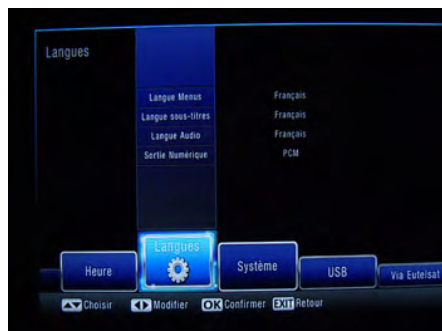 Langues
Langue Menus Français
Langue sous-titres Français
Langue Audio Français
Sortie Numérique PCM
Heure Langues Système USB Via Eutelsat
Choisir Modifier OK Confirmer EXIT Retour